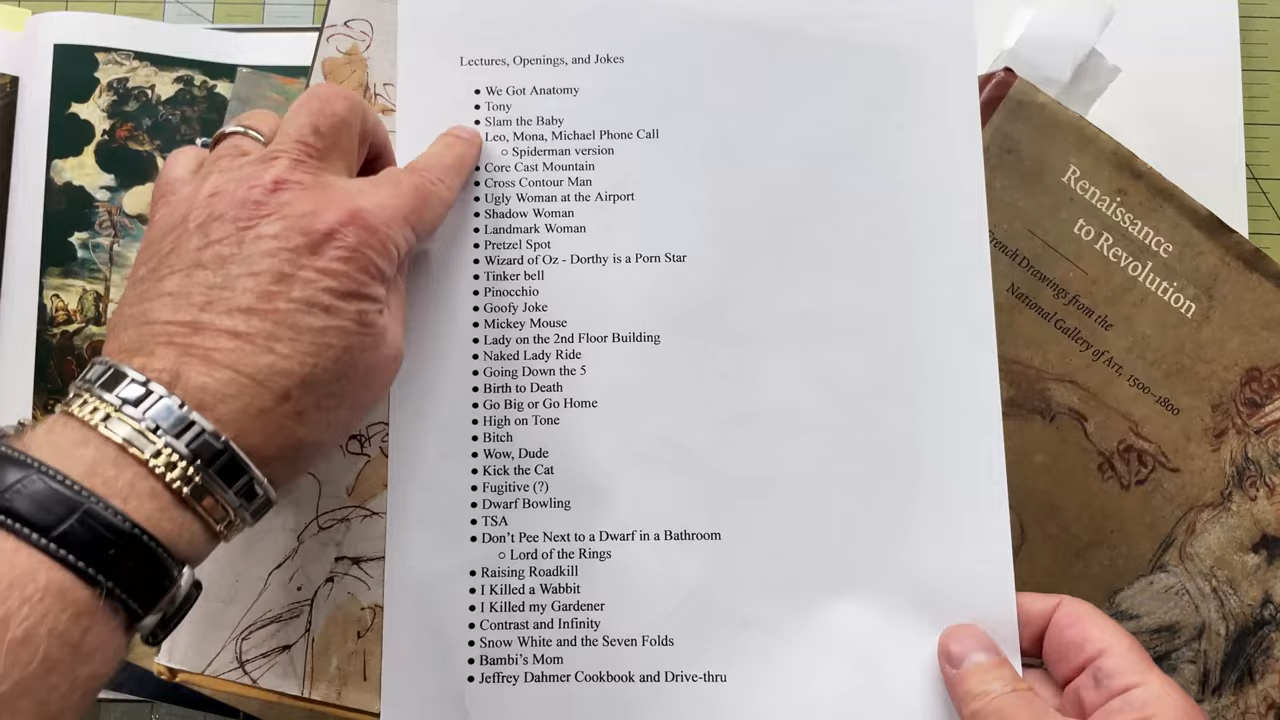 Lectures, Openings, and Jokes
• We Got Anatomy
• Tony
• Slam the Baby
Leo, Mona, Michael Phone Call
○ Spiderman version
• Core Cast Mountain
• Cross Contour Man
• Ugly Woman at the Airport
• Shadow Woman
• Landmark Woman
• Pretzel Spot
• Wizard of Oz - Dorthy is a Porn Star
• Tinker bell
• Pinocchio
• Goofy Joke
• Mickey Mouse
• Lady on the 2nd Floor Building
• Naked Lady Ride
• Going Down the 5
• Birth to Death
• Go Big or Go Home
• High on Tone
• Bitch
• Wow, Dude
• Kick the Cat
• Fugitive (?)
• Dwarf Bowling
• TSA
• Don't Pee Next to a Dwarf in a Bathroom
○ Lord of the Rings
• Raising Roadkill
• I Killed a Wabbit
• I Killed my Gardener
• Contrast and Infinity
• Snow White and the Seven Folds
• Bambi's Mom
• Jeffrey Dahmer Cookbook and Drive-thru
Renaissance
to Revolution
French Drawings from the
National Gallery of Art, 1500–1800